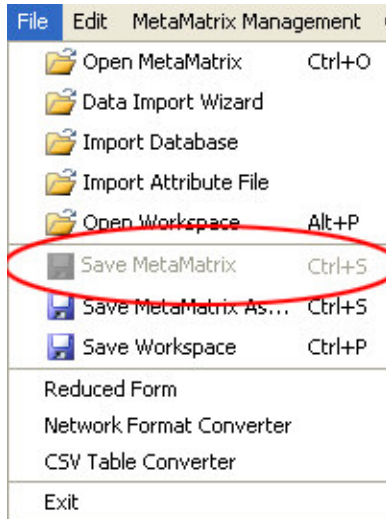 File Edit MetaMatrix Management
Open MetaMatrix Ctrl+O
Data Import Wizard
Import Database
Import Attribute File
Open Workspace Alt+P
Save MetaMatrix Ctrl+S
Save MetaMatrix As... Ctrl+S
Save Workspace Ctrl+P
Reduced Form
Network Format Converter
CSV Table Converter
Exit